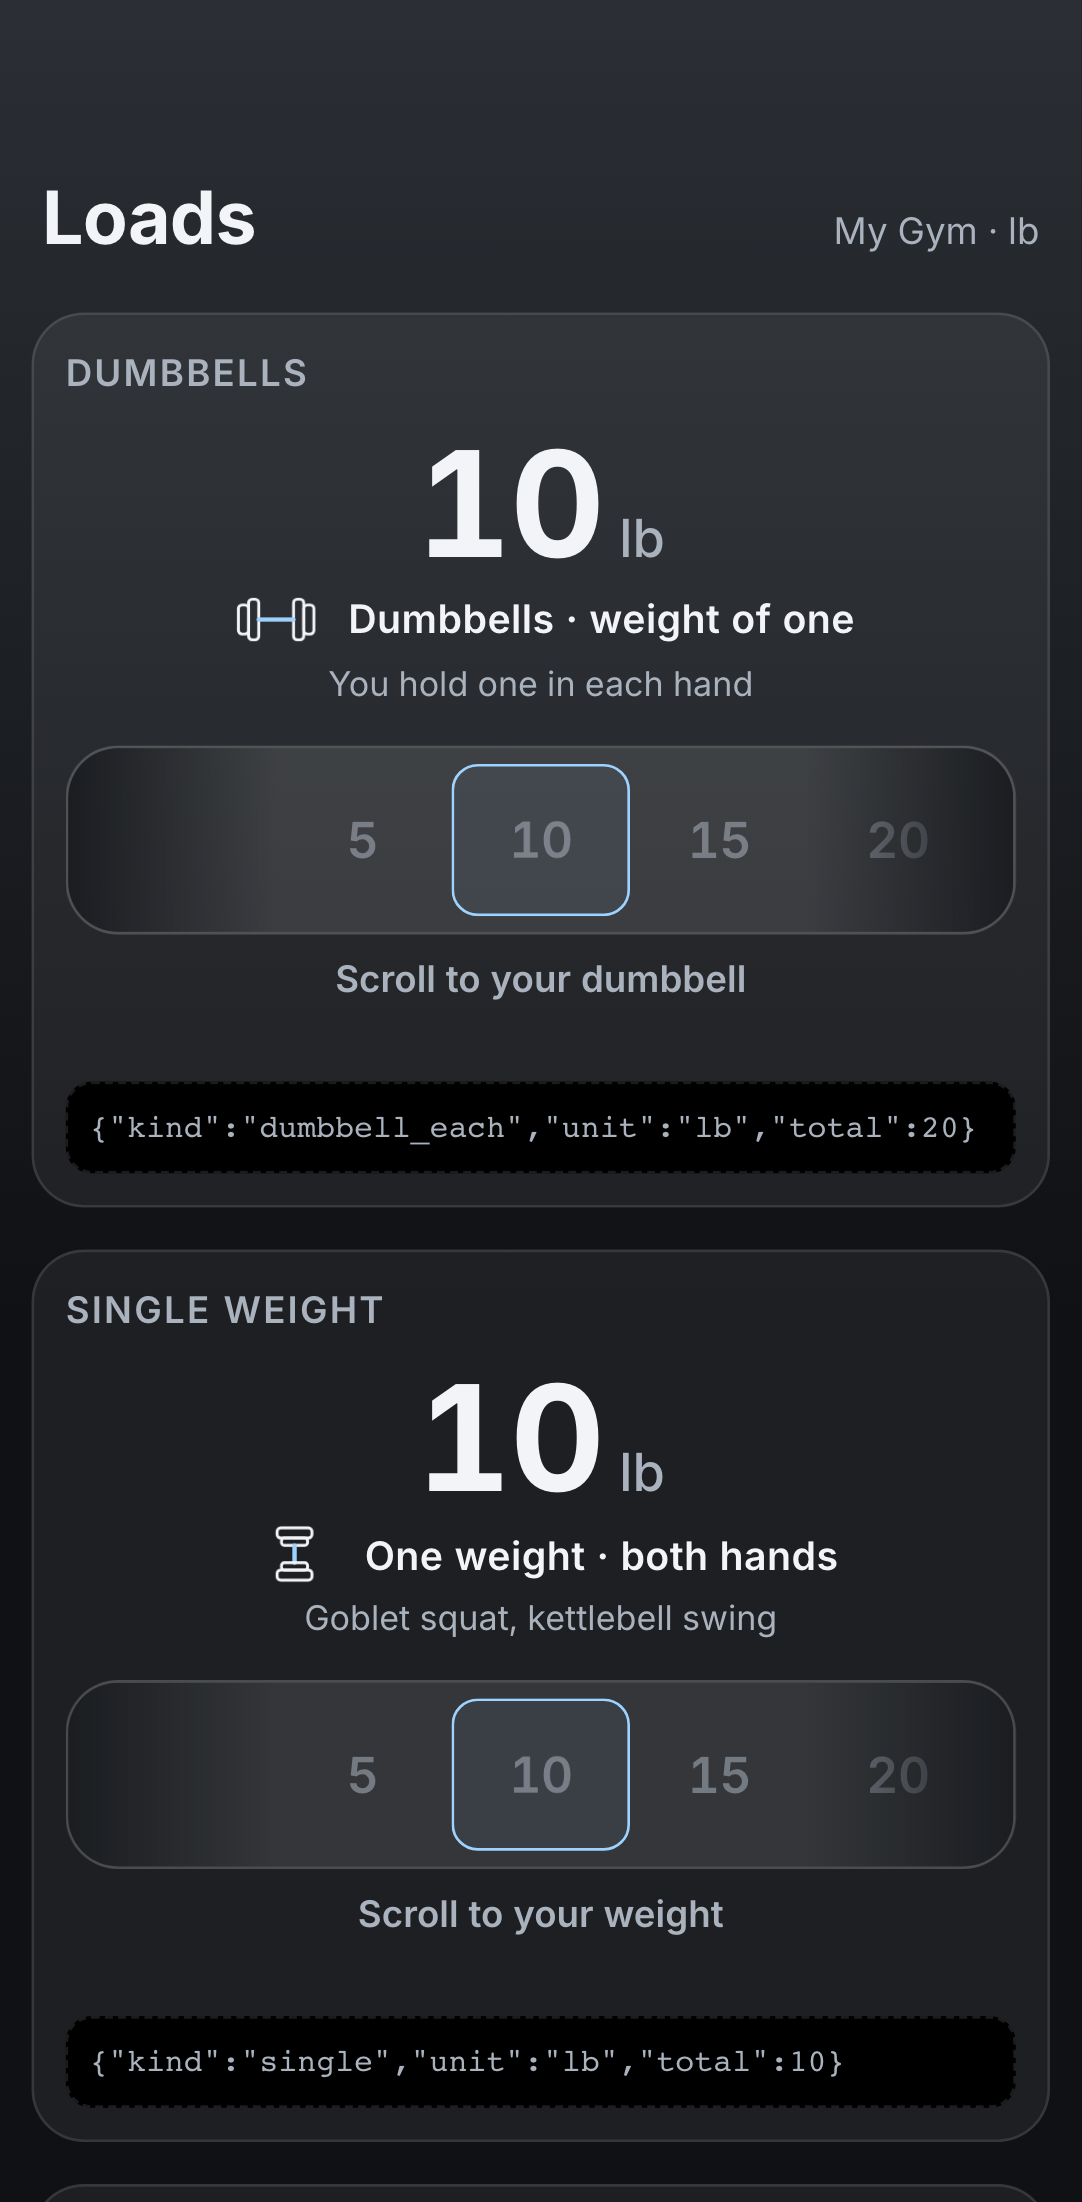 Loads
My Gym · lb
DUMBBELLS
10 lb
Dumbbells · weight of one
You hold one in each hand
5 10 15 20
Scroll to your dumbbell
{"kind":"dumbbell_each","unit":"lb","total":20}
SINGLE WEIGHT
10 lb
One weight · both hands
Goblet squat, kettlebell swing
5 10 15 20
Scroll to your weight
{"kind":"single","unit":"lb","total":10}